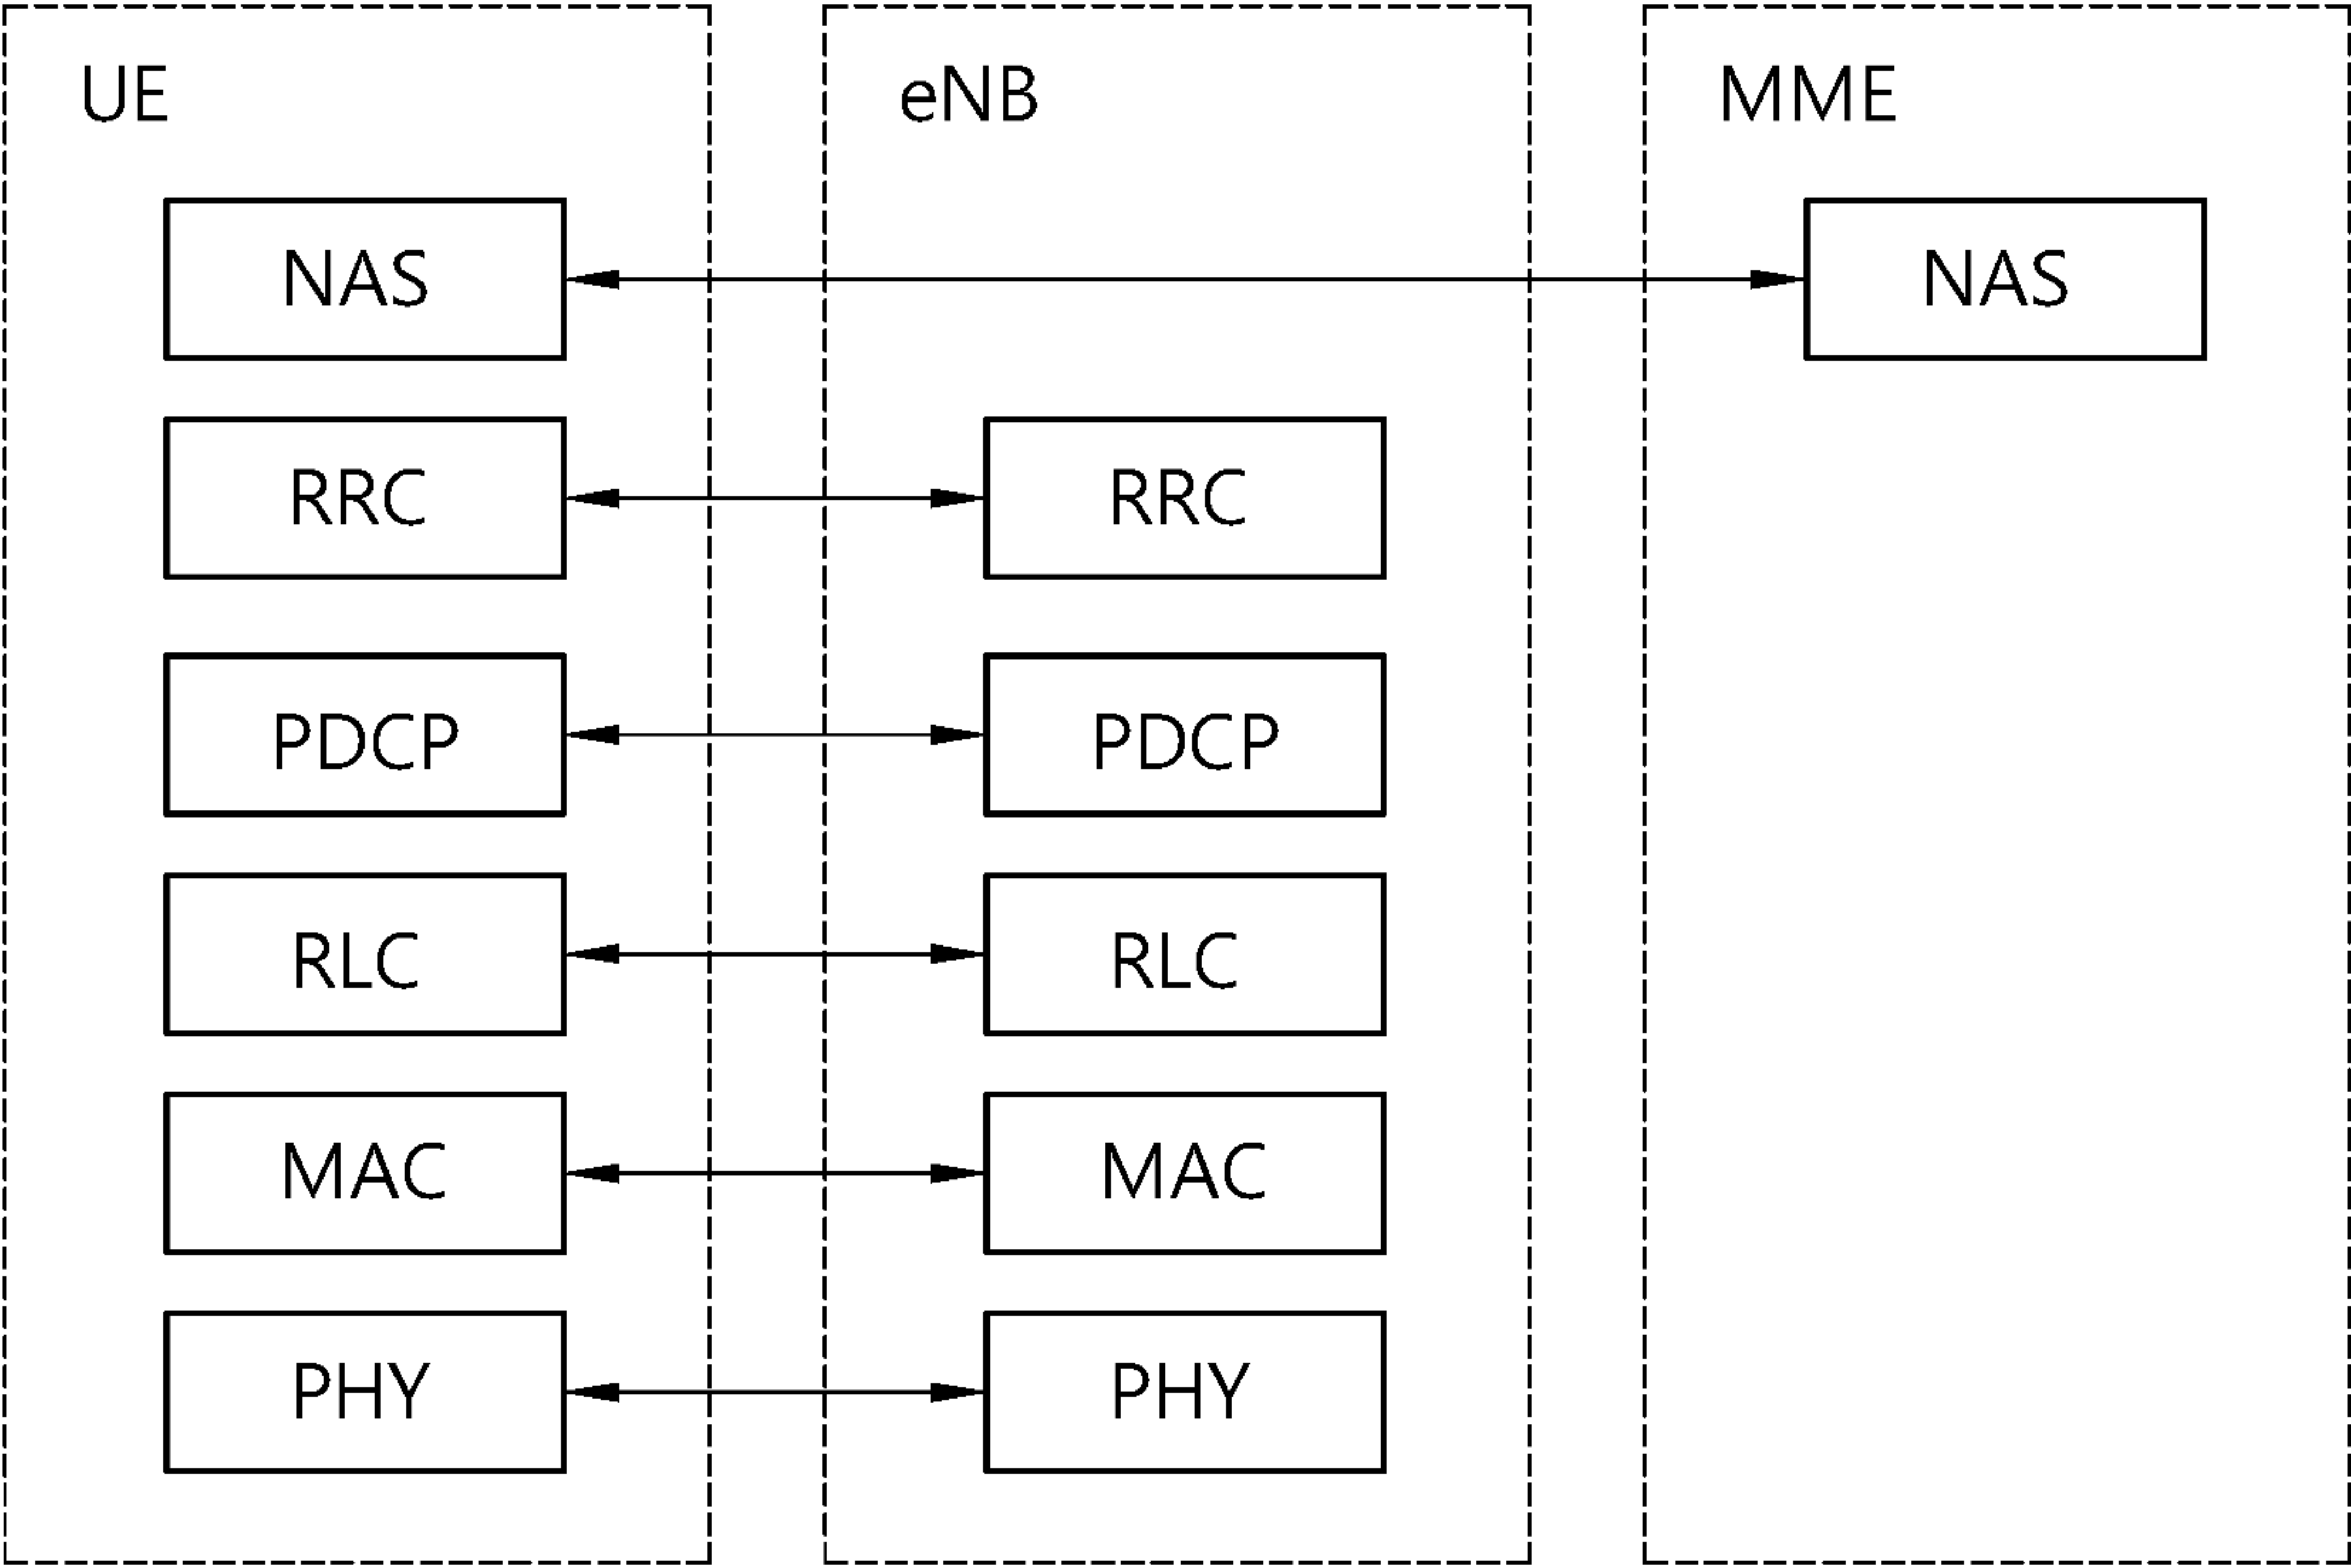 UE eNB MME
NAS NAS
RRC RRC
PDCP PDCP
RLC RLC
MAC MAC
PHY PHY